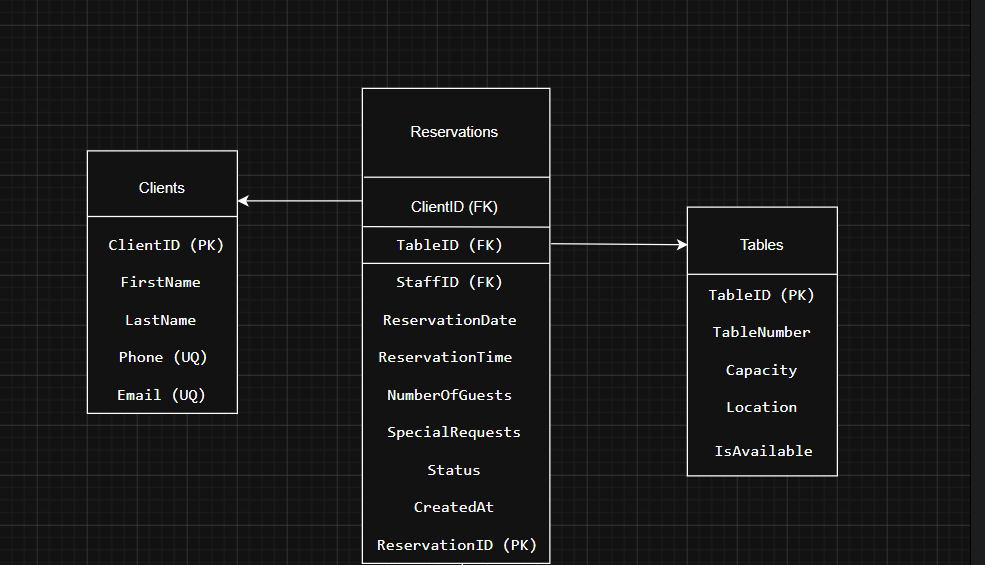 Reservations
ClientID (FK)
TableID (FK)
StaffID (FK)
ReservationDate
ReservationTime
NumberOfGuests
SpecialRequests
Status
CreatedAt
ReservationID (PK)
Clients
ClientID (PK)
FirstName
LastName
Phone (UQ)
Email (UQ)
Tables
TableID (PK)
TableNumber
Capacity
Location
IsAvailable